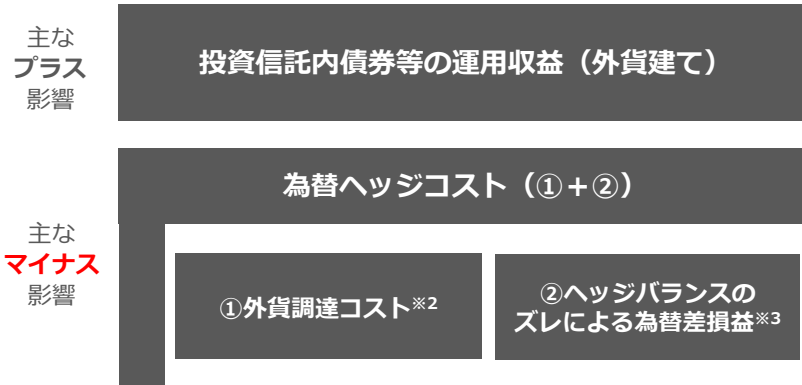 主な
プラス
影響
投資信託内債券等の運用収益（外貨建て）
為替ヘッジコスト（①＋②）
主な
マイナス
影響
①外貨調達コスト※2
②ヘッジバランスの
ズレによる為替差損益※3